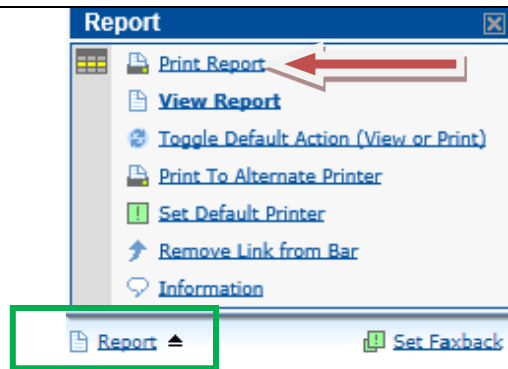 Report
Print Report
View Report
Toggle Default Action (View or Print)
Print To Alternate Printer
Set Default Printer
Remove Link from Bar
Information
Report Set Faxback